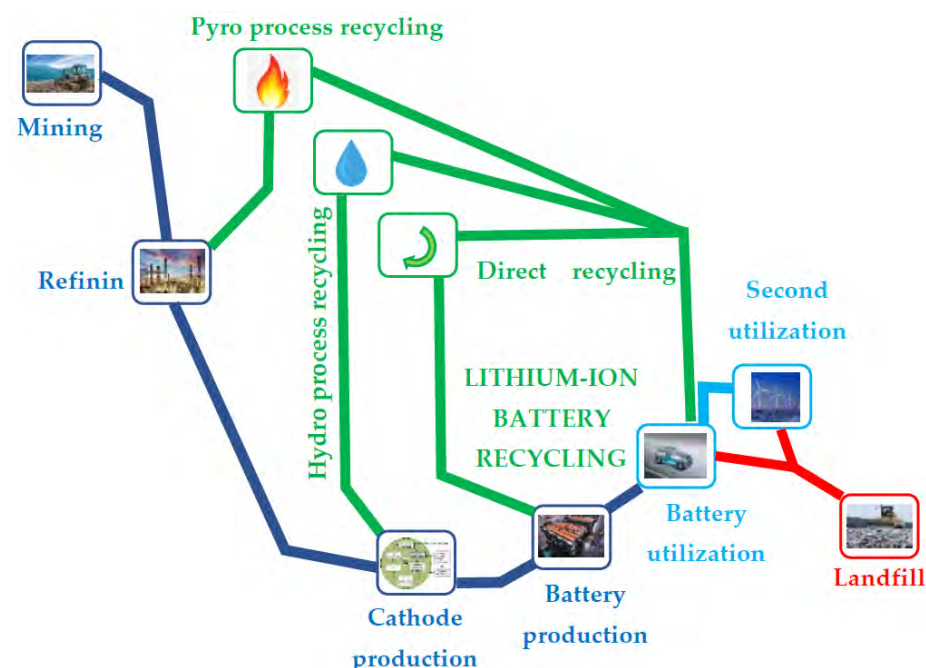 Pyro process recycling
Mining
Hydro process recycling
Refinin
Direct recycling
Second
utilization
LITHIUM-ION
BATTERY
RECYCLING
Battery
utilization
Landfill
Cathode
production
Battery
production